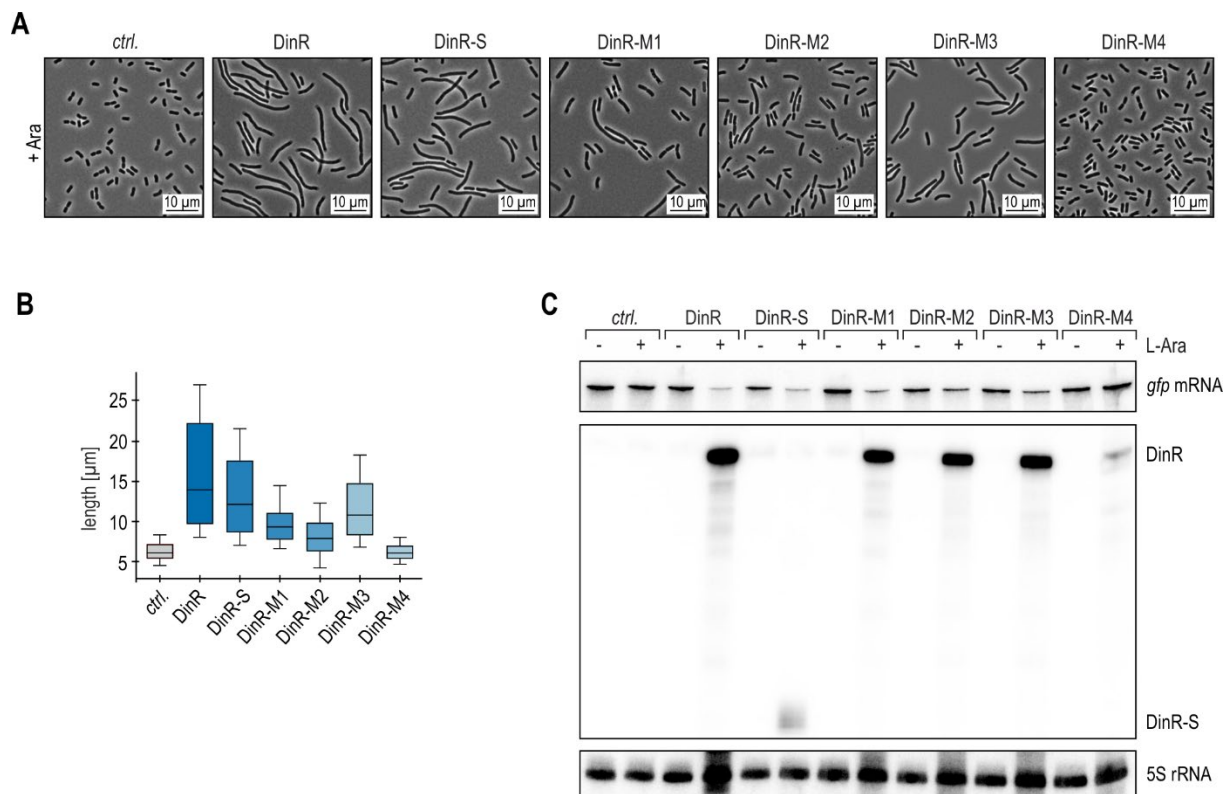 A
ctrl. DinR DinR-S DinR-M1 DinR-M2 DinR-M3 DinR-M4
+ Ara
10 µm 10 µm 10 µm 10 µm 10 µm 10 µm 10 µm
B
length [µm]
25
20
15
10
5
ctrl. DinR DinR-S DinR-M1 DinR-M2 DinR-M3 DinR-M4
C
ctrl. DinR DinR-S DinR-M1 DinR-M2 DinR-M3 DinR-M4
- + - + - + - + - + - + - + L-Ara
gfp mRNA
DinR
DinR-S
5S rRNA